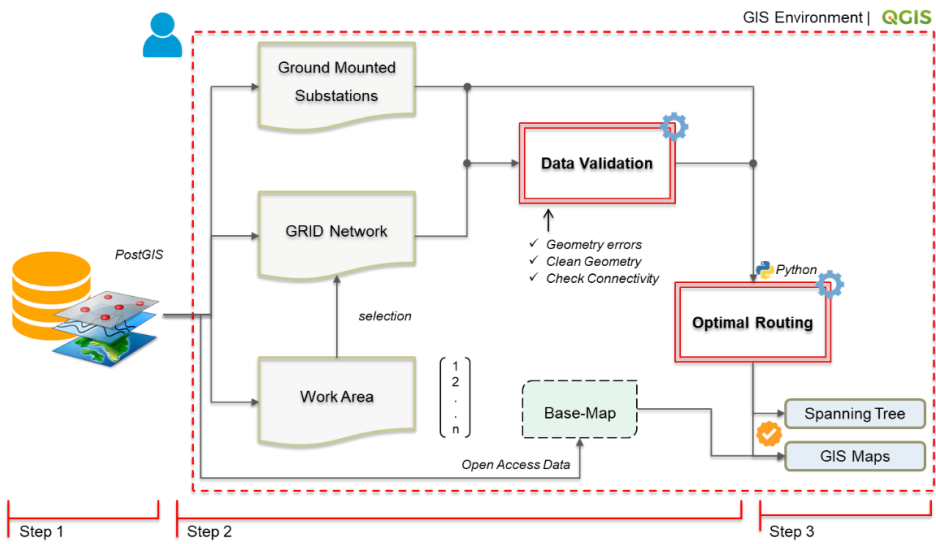 GIS Environment | QGIS
Ground Mounted
Substations
Data Validation
GRID Network
Geometry errors
Clean Geometry
Check Connectivity
PostGIS
Python
selection
Optimal Routing
Work Area
1
2
.
.
n
Base-Map
Spanning Tree
GIS Maps
Open Access Data
Step 1
Step 2
Step 3